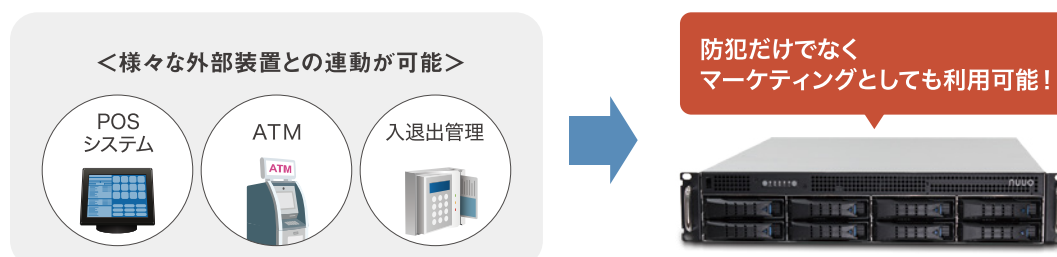 ＜様々な外部装置との連動が可能＞
POS
システム
ATM
ATM
入退出管理
防犯だけでなく
マーケティングとしても利用可能！
nuuo